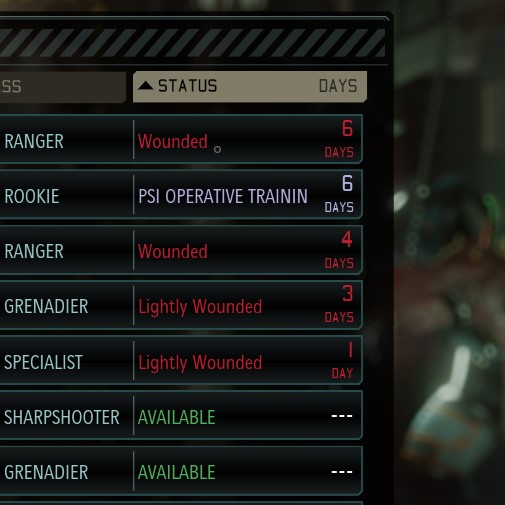 SS STATUS DAYS
RANGER Wounded 6 DAYS
ROOKIE PSI OPERATIVE TRAININ 6 DAYS
RANGER Wounded 4 DAYS
GRENADIER Lightly Wounded 3 DAYS
SPECIALIST Lightly Wounded 1 DAY
SHARPSHOOTER AVAILABLE ---
GRENADIER AVAILABLE ---